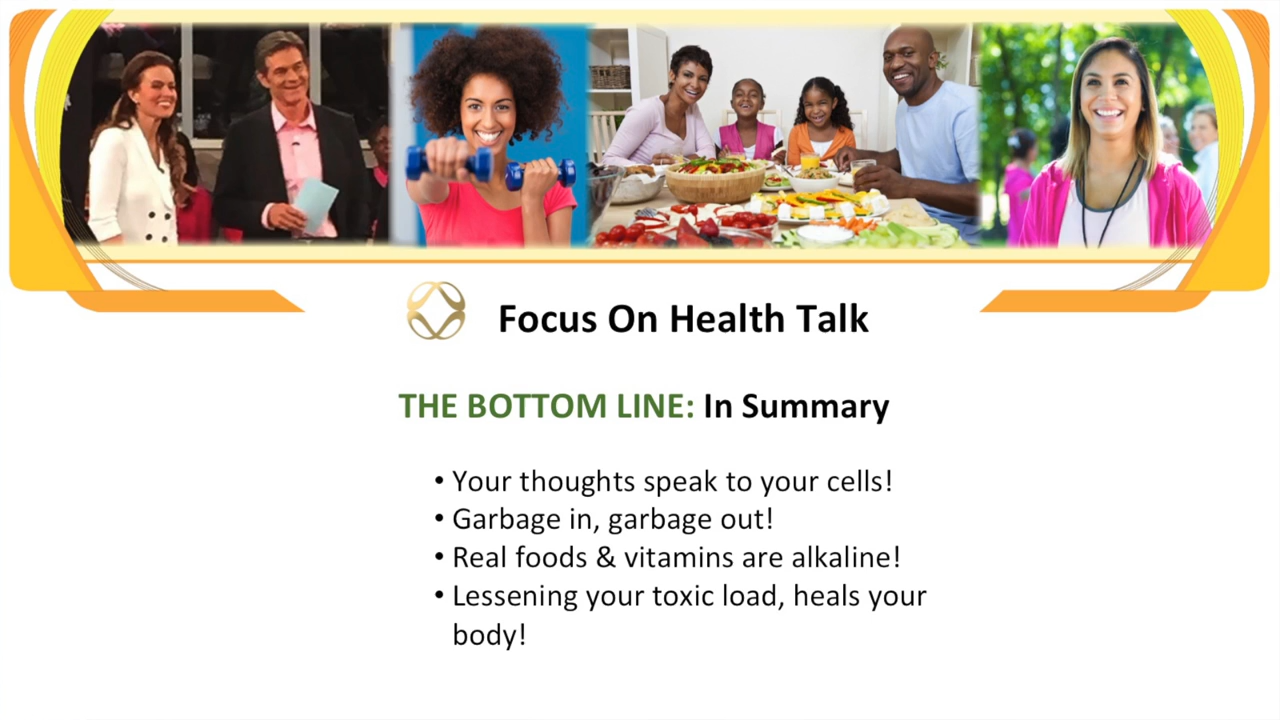 Focus On Health Talk
THE BOTTOM LINE: In Summary
• Your thoughts speak to your cells!
• Garbage in, garbage out!
• Real foods & vitamins are alkaline!
• Lessening your toxic load, heals your
body!